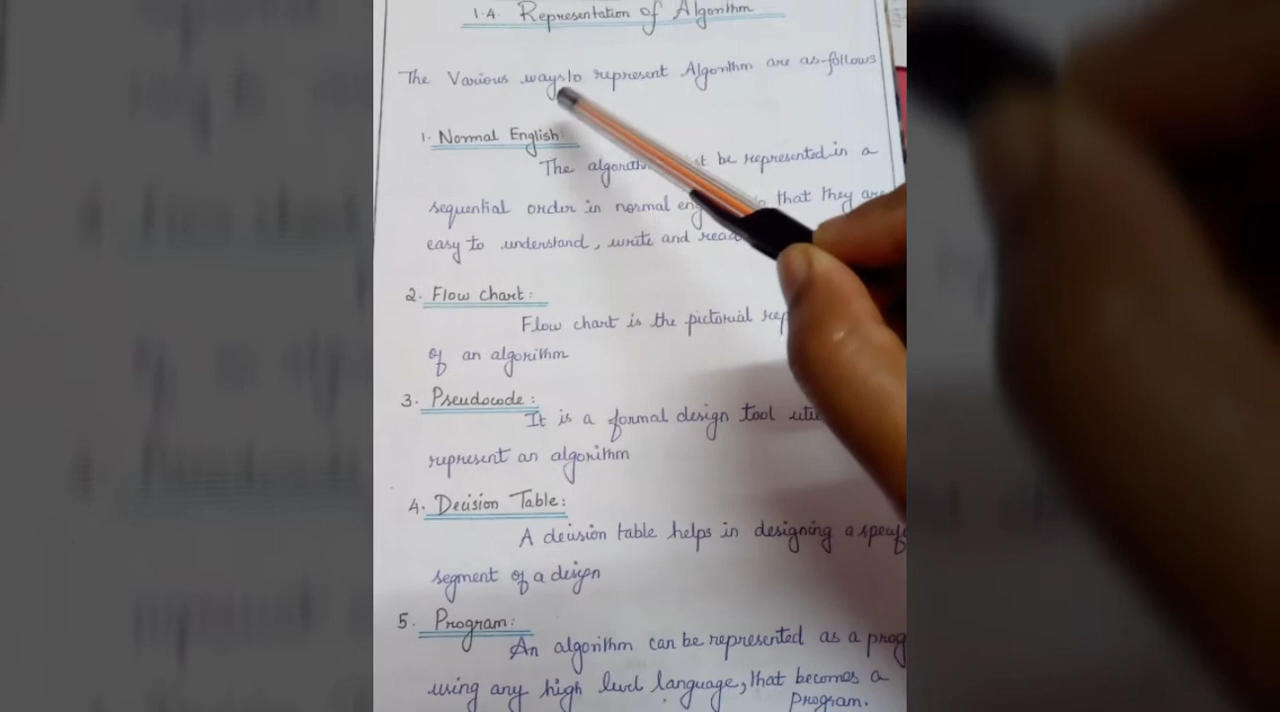 1.4. Representation of Algorithm
The Various ways to represent Algorithm are as-follows
1. Normal English:
The be represented in a
sequential order in normal that they are
easy to understand, write and read
2. Flow chart:
Flow chart is the pictorial
of an algorithm
3. Pseudocode:
It is a formal design tool
represent an algorithm
4. Decision Table:
A decision table helps in designing a
segment of a design
5. Program:
An algorithm can be represented as a
using any high level language, that becomes a
program.